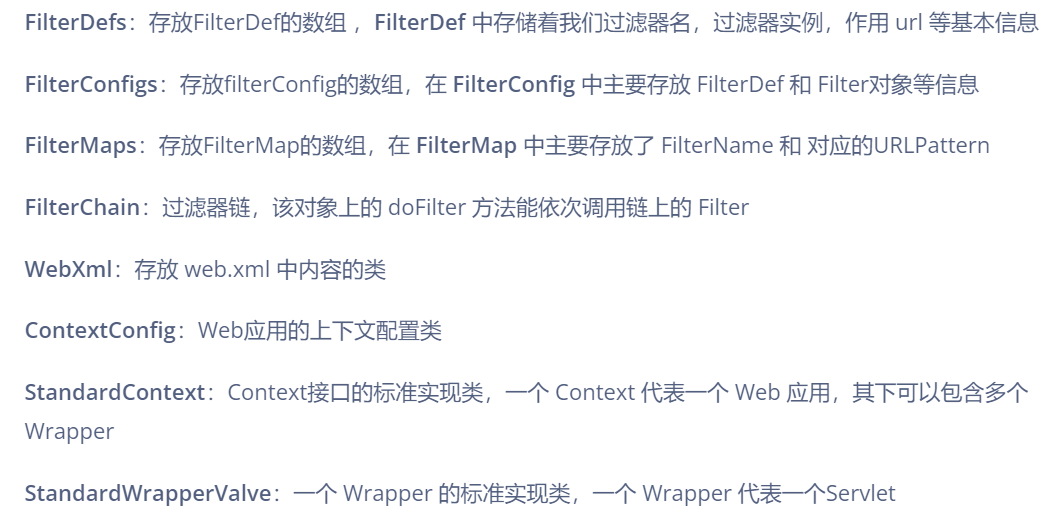 FilterDefs：存放FilterDef的数组 ，FilterDef 中存储着我们过滤器名，过滤器实例，作用 url 等基本信息
FilterConfigs：存放filterConfig的数组，在 FilterConfig 中主要存放 FilterDef 和 Filter对象等信息
FilterMaps：存放FilterMap的数组，在 FilterMap 中主要存放了 FilterName 和 对应的URLPattern
FilterChain：过滤器链，该对象上的 doFilter 方法能依次调用链上的 Filter
WebXml：存放 web.xml 中内容的类
ContextConfig：Web应用的上下文配置类
StandardContext：Context接口的标准实现类，一个 Context 代表一个 Web 应用，其下可以包含多个
Wrapper
StandardWrapperValve：一个 Wrapper 的标准实现类，一个 Wrapper 代表一个Servlet